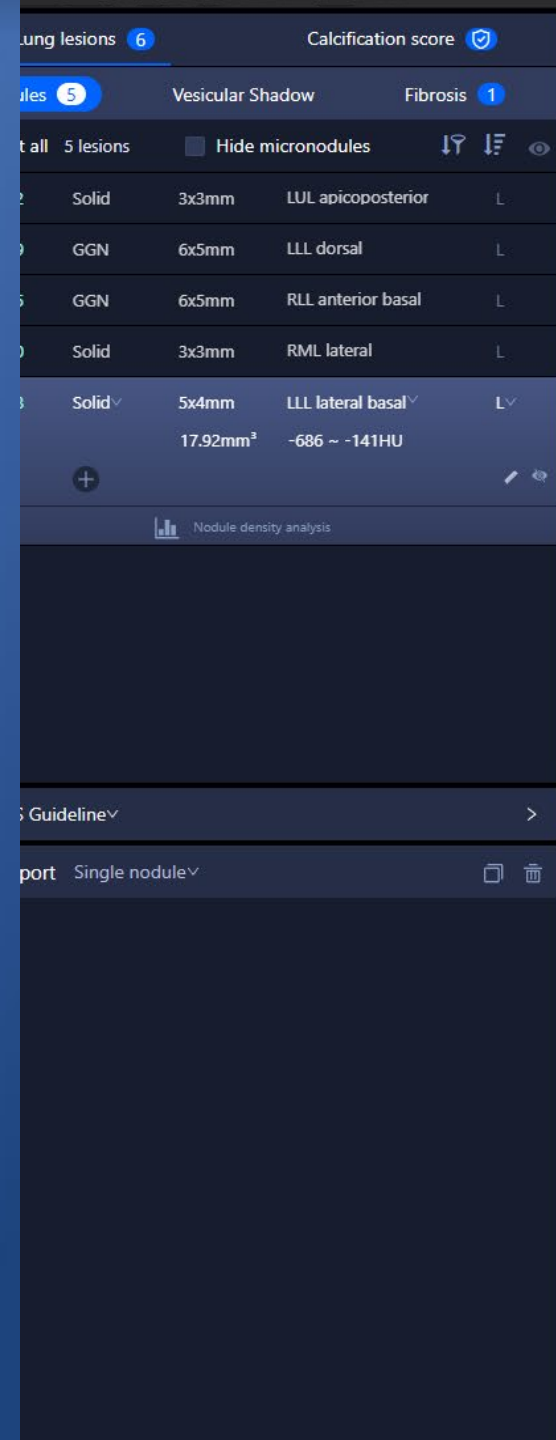 Lung lesions 6 Calcification score
ules 5 Vesicular Shadow Fibrosis 1
t all 5 lesions Hide micronodules
2 Solid 3x3mm LUL apicoposterior L
GGN 6x5mm LLL dorsal L
GGN 6x5mm RLL anterior basal L
Solid 3x3mm RML lateral L
3 Solid 5x4mm LLL lateral basal L
17.92mm³ -686 ~ -141HU
Nodule density analysis
S Guideline
port Single nodule